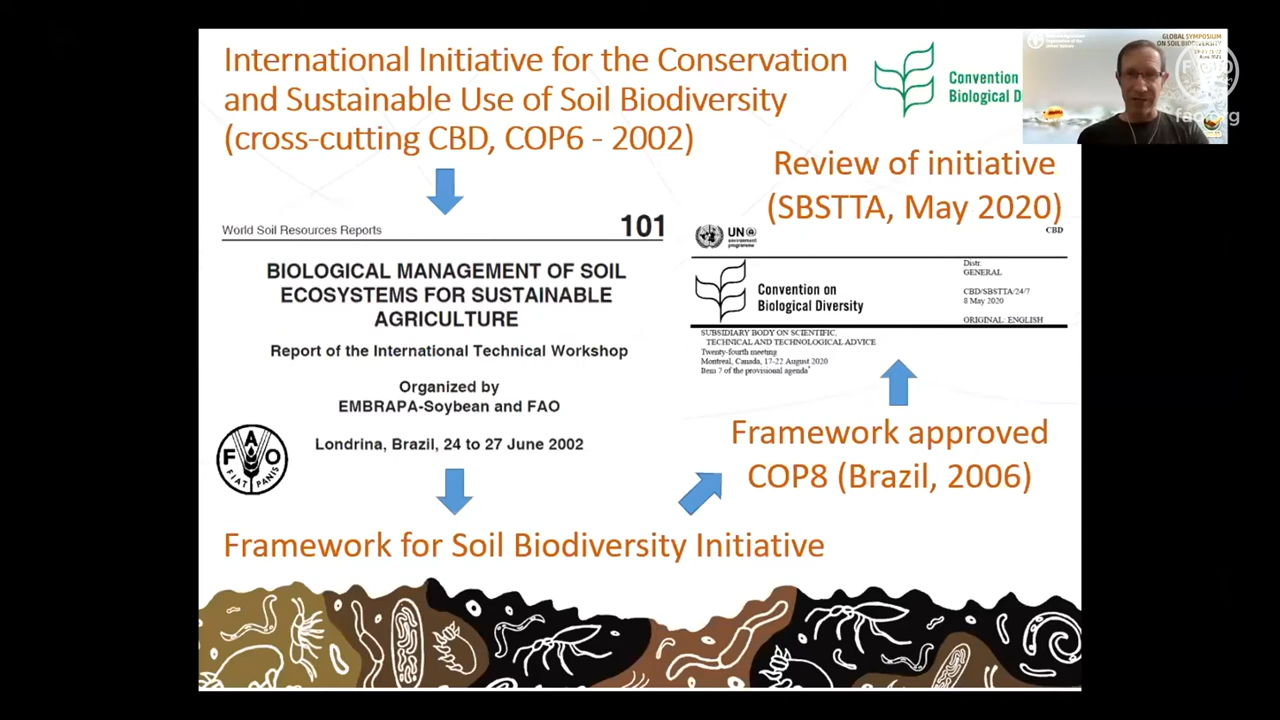 International Initiative for the Conservation
and Sustainable Use of Soil Biodiversity
(cross-cutting CBD, COP6 - 2002)
Convention
Biological Di
GLOBAL SYMPOSIUM
ON SOIL BIODIVERSITY
fao.org
Review of initiative
(SBSTTA, May 2020)
World Soil Resources Reports
101
BIOLOGICAL MANAGEMENT OF SOIL
ECOSYSTEMS FOR SUSTAINABLE
AGRICULTURE
Report of the International Technical Workshop
Organized by
EMBRAPA-Soybean and FAO
Londrina, Brazil, 24 to 27 June 2002
FAO
FIAT PANIS
CBD
UN
environment
programme
Convention on
Biological Diversity
Distr.
GENERAL
CBD/SBSTTA/24/7
8 May 2020
ORIGINAL: ENGLISH
SUBSIDIARY BODY ON SCIENTIFIC,
TECHNICAL AND TECHNOLOGICAL ADVICE
Twenty-fourth meeting
Montreal, Canada, 17-22 August 2020
Item 7 of the provisional agenda*
Framework approved
COP8 (Brazil, 2006)
Framework for Soil Biodiversity Initiative